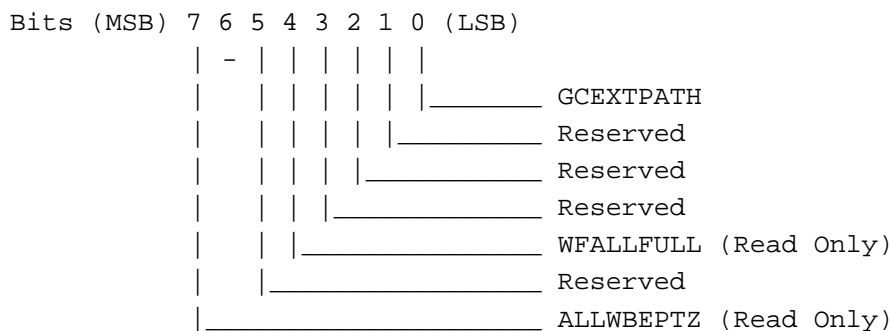 Bits (MSB) 7 6 5 4 3 2 1 0 (LSB)
| - | | | | | |
| | | | | | |_______ GCEXTPATH
| | | | | |_________ Reserved
| | | | |___________ Reserved
| | | |_____________ Reserved
| | |_______________ WFALLFULL (Read Only)
| |_________________ Reserved
|_____________________ ALLWBEPTZ (Read Only)